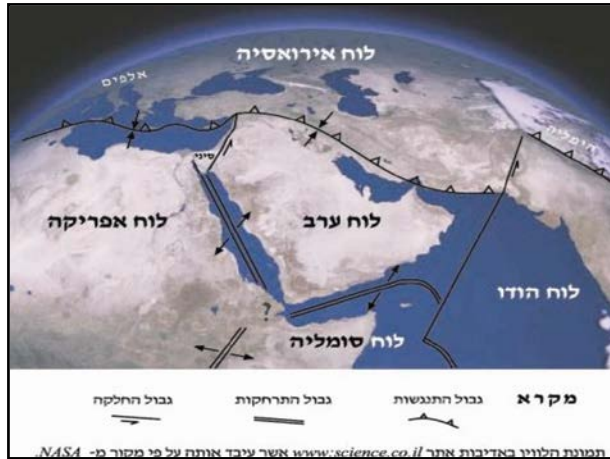 לוח אירואסיה
אלפים
הימליה
סיני
לוח אפריקה
לוח ערב
לוח הודו
?
לוח סומליה
מקרא
גבול התנגשות
גבול התרחקות
גבול החלקה
תמונת הלוויין באדיבות אתר www.science.co.il אשר עיבד אותה על פי מקור מ- NASA.